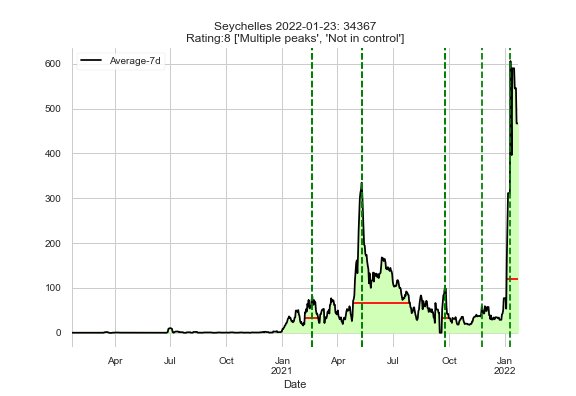 Seychelles 2022-01-23: 34367
Rating:8 ['Multiple peaks', 'Not in control']
Average-7d
600
500
400
300
200
100
0
Apr Jul Oct Jan Apr Jul Oct Jan
2021 2022
Date